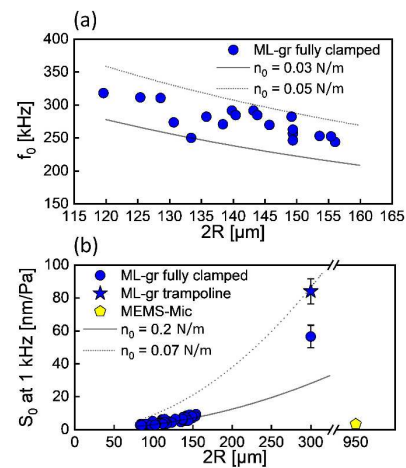 (a)
ML-gr fully clamped
n₀ = 0.03 N/m
n₀ = 0.05 N/m
f₀ [kHz]
400
350
300
250
200
115 120 125 130 135 140 145 150 155 160 165
2R [µm]
(b)
ML-gr fully clamped
ML-gr trampoline
MEMS-Mic
n₀ = 0.2 N/m
n₀ = 0.07 N/m
S₀ at 1 kHz [nm/Pa]
100
80
60
40
20
0
0 50 100 150 200 250 300 950
2R [µm]